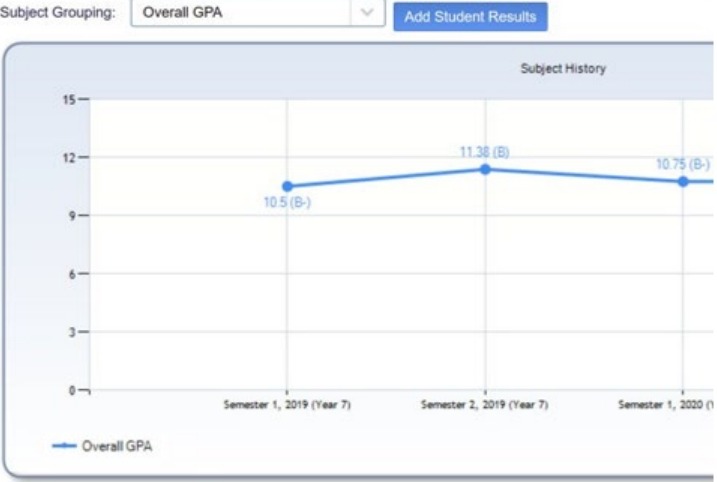 Subject Grouping: Overall GPA Add Student Results
Subject History
15
12
11.38 (B)
10.75 (B-)
10.5 (B-)
9
6
3
0
Semester 1, 2019 (Year 7) Semester 2, 2019 (Year 7) Semester 1, 2020 (Y
Overall GPA